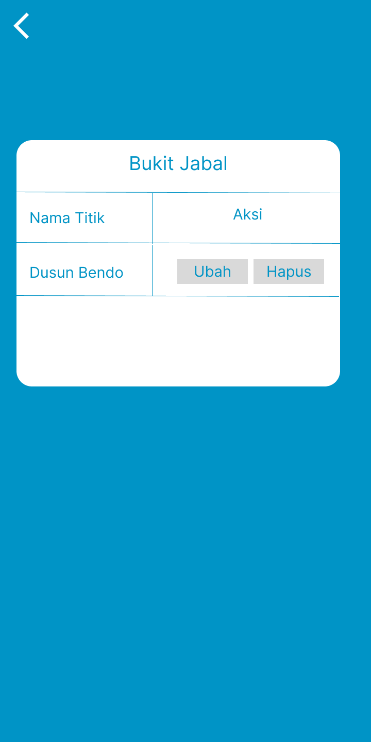 Bukit Jabal
Nama Titik
Aksi
Dusun Bendo
Ubah
Hapus